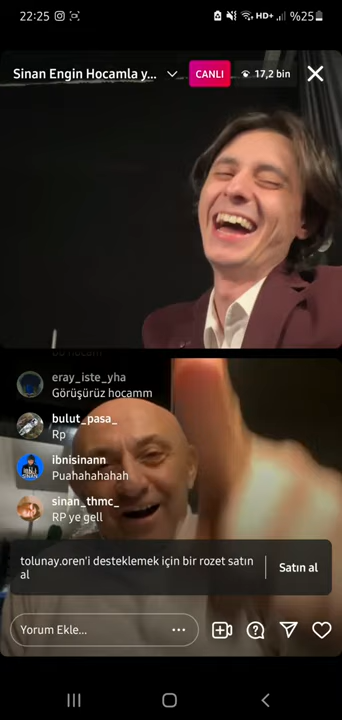 22:25
HD+
%25
Sinan Engin Hocamla y...
CANLI
17,2 bin
eray_iste_yha
Görüşürüz hocamm
bulut_pasa_
Rp
ibnisinann
Puahahahahah
sinan_thmc_
RP ye gell
tolunay.oren'i desteklemek için bir rozet satın
al
Satın al
Yorum Ekle...